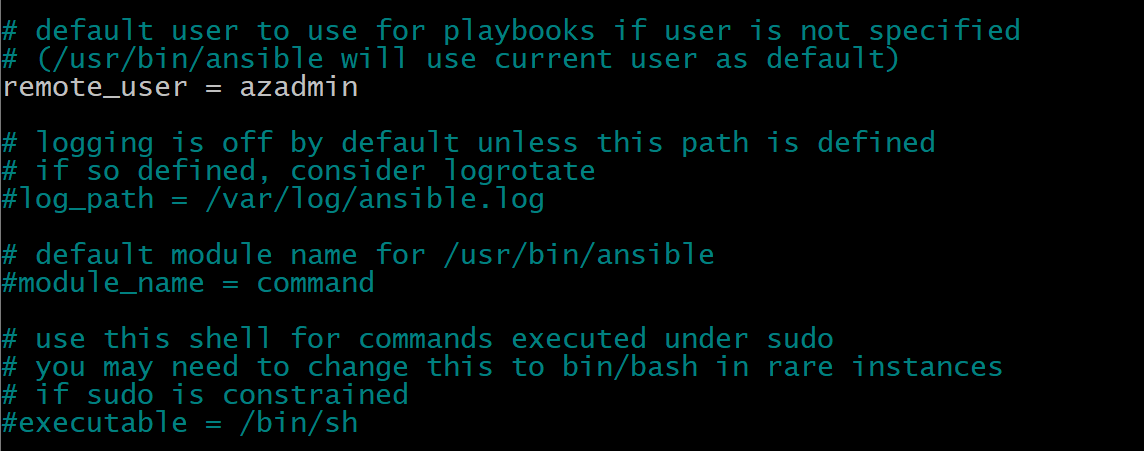 # default user to use for playbooks if user is not specified
# (/usr/bin/ansible will use current user as default)
remote_user = azadmin
# logging is off by default unless this path is defined
# if so defined, consider logrotate
#log_path = /var/log/ansible.log
# default module name for /usr/bin/ansible
#module_name = command
# use this shell for commands executed under sudo
# you may need to change this to bin/bash in rare instances
# if sudo is constrained
#executable = /bin/sh